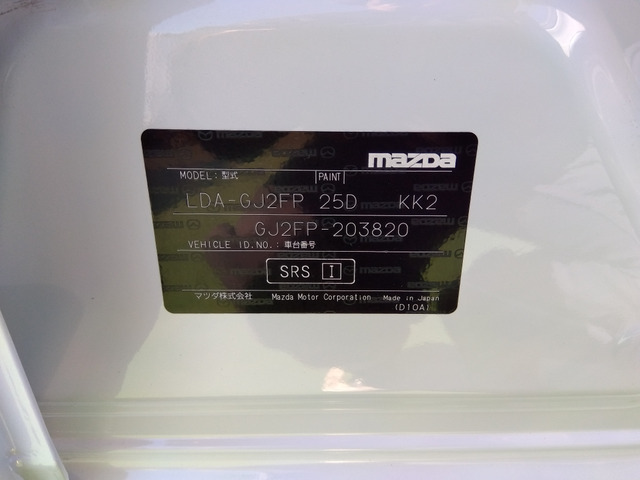 mazda
MODEL: 型式 PAINT
LDA-GJ2FP 25D KK2
GJ2FP-203820
VEHICLE ID.NO.: 車台番号
SRS I
マツダ株式会社 Mazda Motor Corporation Made in Japan
(D10A)